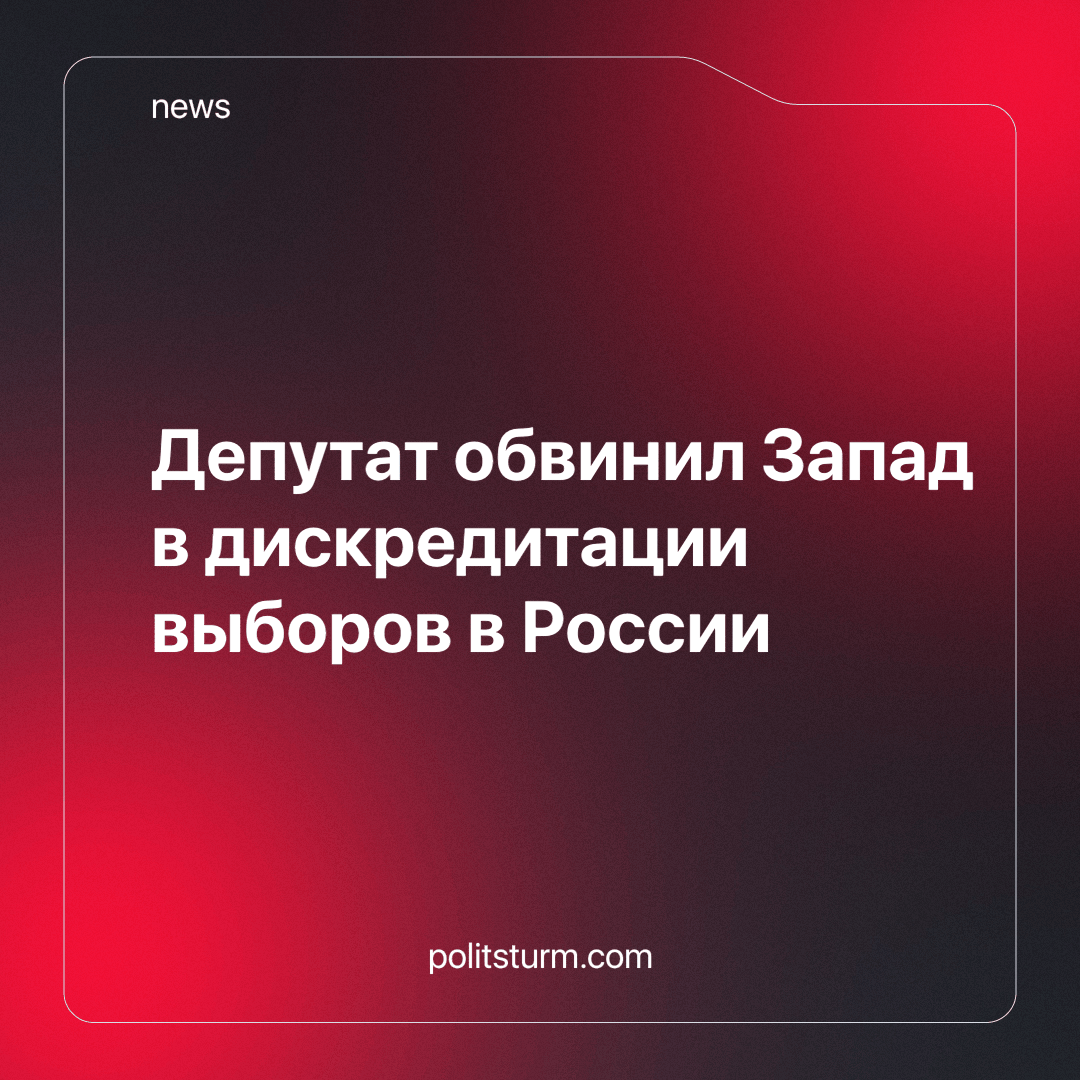 news
Депутат обвинил Запад
в дискредитации
выборов в России
politsturm.com